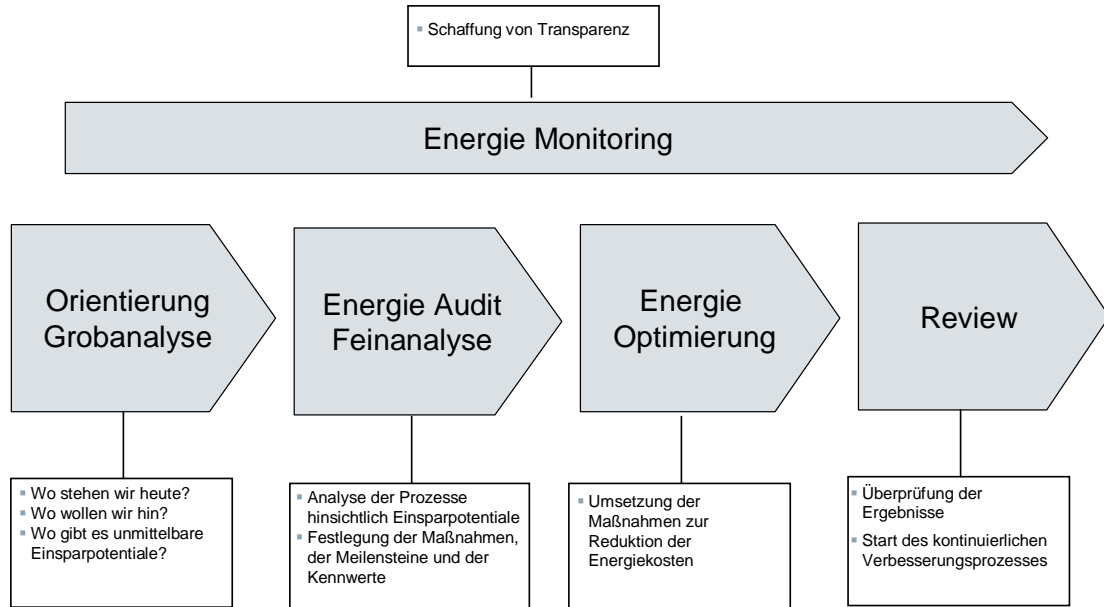 Schaffung von Transparenz
Energie Monitoring
Orientierung
Grobanalyse
Energie Audit
Feinanalyse
Energie
Optimierung
Review
Wo stehen wir heute?
Wo wollen wir hin?
Wo gibt es unmittelbare
Einsparpotentiale?
Analyse der Prozesse
hinsichtlich Einsparpotentiale
Festlegung der Maßnahmen,
der Meilensteine und der
Kennwerte
Umsetzung der
Maßnahmen zur
Reduktion der
Energiekosten
Überprüfung der
Ergebnisse
Start des kontinuierlichen
Verbesserungsprozesses